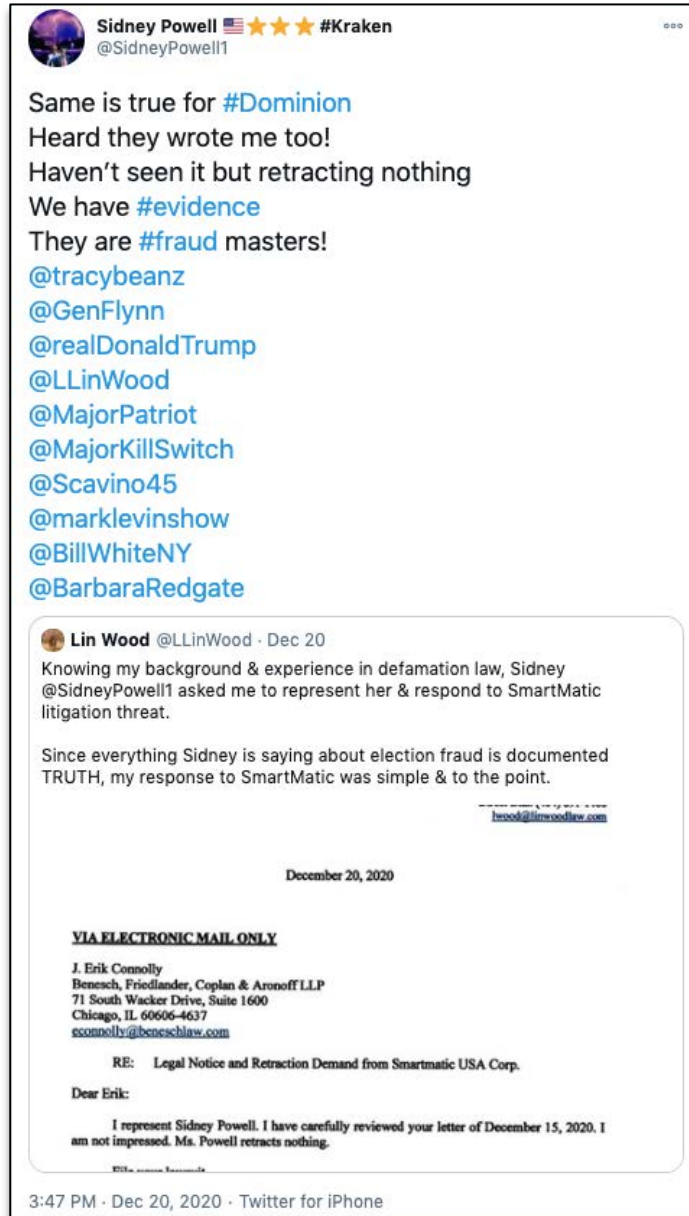 Sidney Powell 🇺🇸⭐⭐⭐ #Kraken
@SidneyPowell1
Same is true for #Dominion
Heard they wrote me too!
Haven’t seen it but retracting nothing
We have #evidence
They are #fraud masters!
@tracybeanz
@GenFlynn
@realDonaldTrump
@LLinWood
@MajorPatriot
@MajorKillSwitch
@Scavino45
@marklevinshow
@BillWhiteNY
@BarbaraRedgate
Lin Wood @LLinWood · Dec 20
Knowing my background & experience in defamation law, Sidney
@SidneyPowell1 asked me to represent her & respond to SmartMatic
litigation threat.
Since everything Sidney is saying about election fraud is documented
TRUTH, my response to SmartMatic was simple & to the point.
lwood@linwoodlaw.com
December 20, 2020
VIA ELECTRONIC MAIL ONLY
J. Erik Connolly
Benesch, Friedlander, Coplan & Aronoff LLP
71 South Wacker Drive, Suite 1600
Chicago, IL 60606-4637
econnolly@beneschlaw.com
RE: Legal Notice and Retraction Demand from Smartmatic USA Corp.
Dear Erik:
I represent Sidney Powell. I have carefully reviewed your letter of December 15, 2020. I
am not impressed. Ms. Powell retracts nothing.
3:47 PM · Dec 20, 2020 · Twitter for iPhone